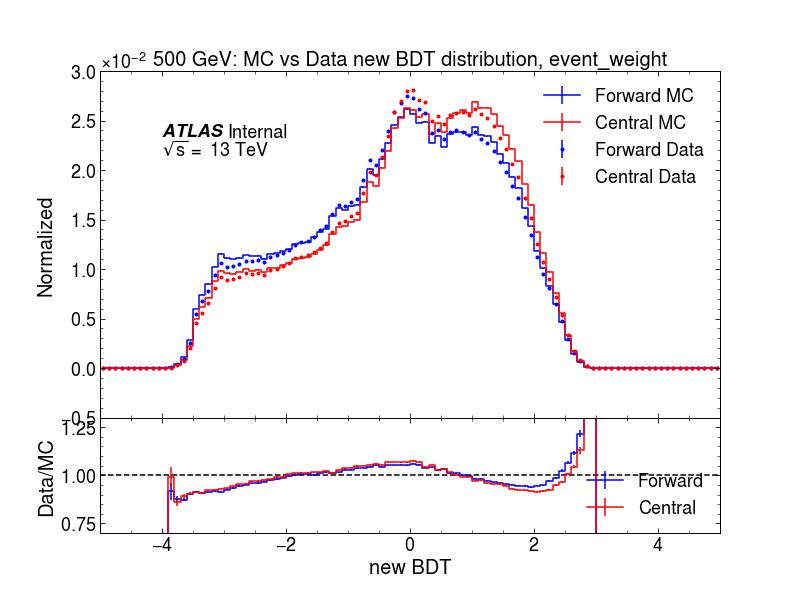 ×10⁻² 500 GeV: MC vs Data new BDT distribution, event_weight
3.0
2.5
2.0
1.5
1.0
0.5
0.0
−0.5
Normalized
ATLAS Internal
√s = 13 TeV
Forward MC
Central MC
Forward Data
Central Data
1.25
1.00
0.75
Data/MC
Forward
Central
−4 −2 0 2 4
new BDT